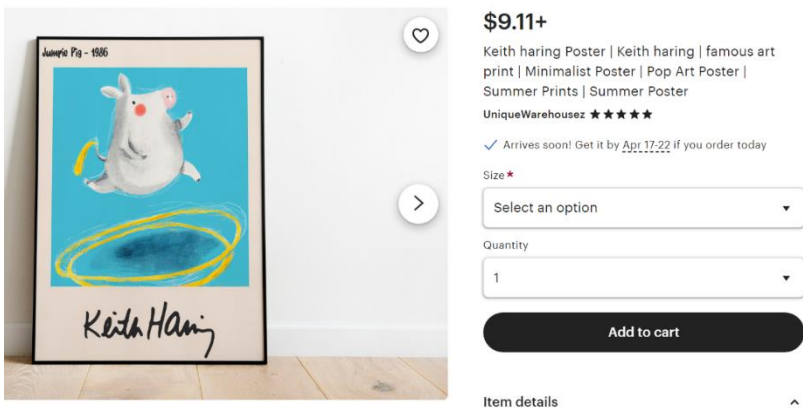 Jumpie Pig - 1986
Keith Haring
$9.11+
Keith haring Poster | Keith haring | famous art
print | Minimalist Poster | Pop Art Poster |
Summer Prints | Summer Poster
UniqueWarehousez ★★★★★
Arrives soon! Get it by Apr 17-22 if you order today
Size*
Select an option
Quantity
1
Add to cart
Item details